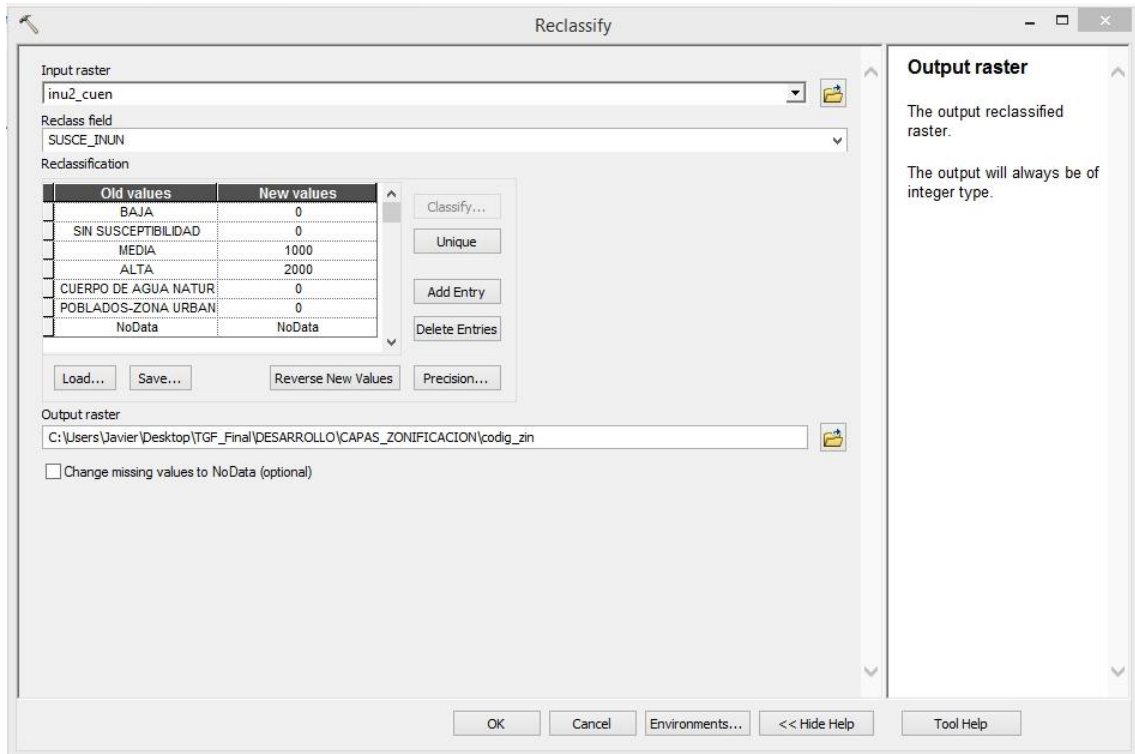 Reclassify
Input raster
inu2_cuen
Reclass field
SUSCE_INUN
Reclassification
Old values New values
BAJA 0
SIN SUSCEPTIBILIDAD 0
MEDIA 1000
ALTA 2000
CUERPO DE AGUA NATUR 0
POBLADOS-ZONA URBAN 0
NoData NoData
Classify...
Unique
Add Entry
Delete Entries
Load... Save... Reverse New Values Precision...
Output raster
C:\Users\Javier\Desktop\TGF_Final\DESARROLLO\CAPAS_ZONIFICACION\codig_zin
Change missing values to NoData (optional)
Output raster
The output reclassified
raster.
The output will always be of
integer type.
OK Cancel Environments... << Hide Help Tool Help